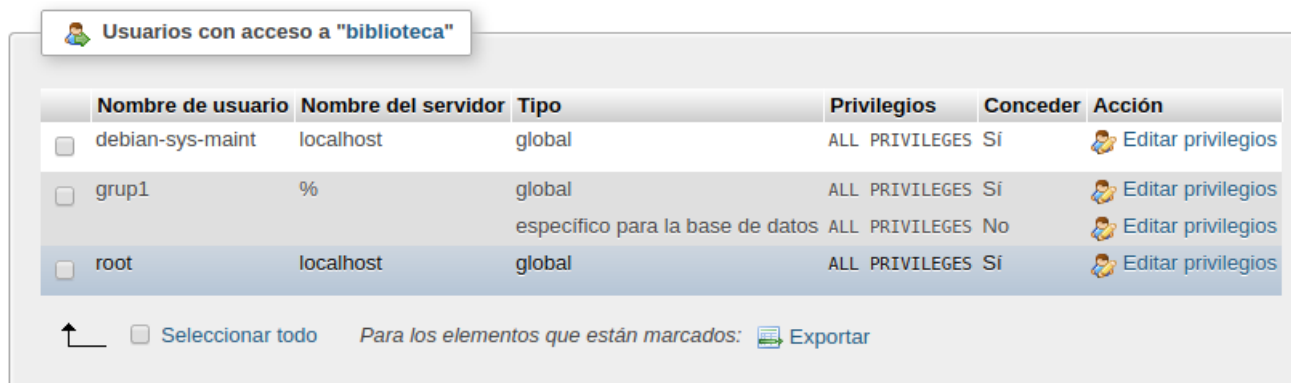 Usuarios con acceso a "biblioteca"
Nombre de usuario Nombre del servidor Tipo Privilegios Conceder Acción
debian-sys-maint localhost global ALL PRIVILEGES Sí Editar privilegios
grup1 % global ALL PRIVILEGES Sí Editar privilegios
específico para la base de datos ALL PRIVILEGES No Editar privilegios
root localhost global ALL PRIVILEGES Sí Editar privilegios
Seleccionar todo Para los elementos que están marcados: Exportar